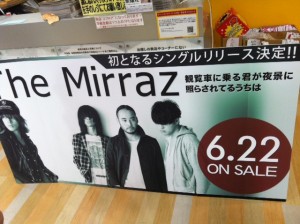 初となるシングルリリース決定!!
The Mirraz
観覧車に乗る君が夜景に
照らされてるうちは
6.22
ON SALE